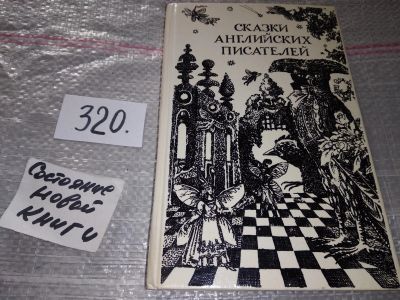 СКАЗКИ
АНГЛИЙСКИХ
ПИСАТЕЛЕЙ
320.
Состояние
новой
книги